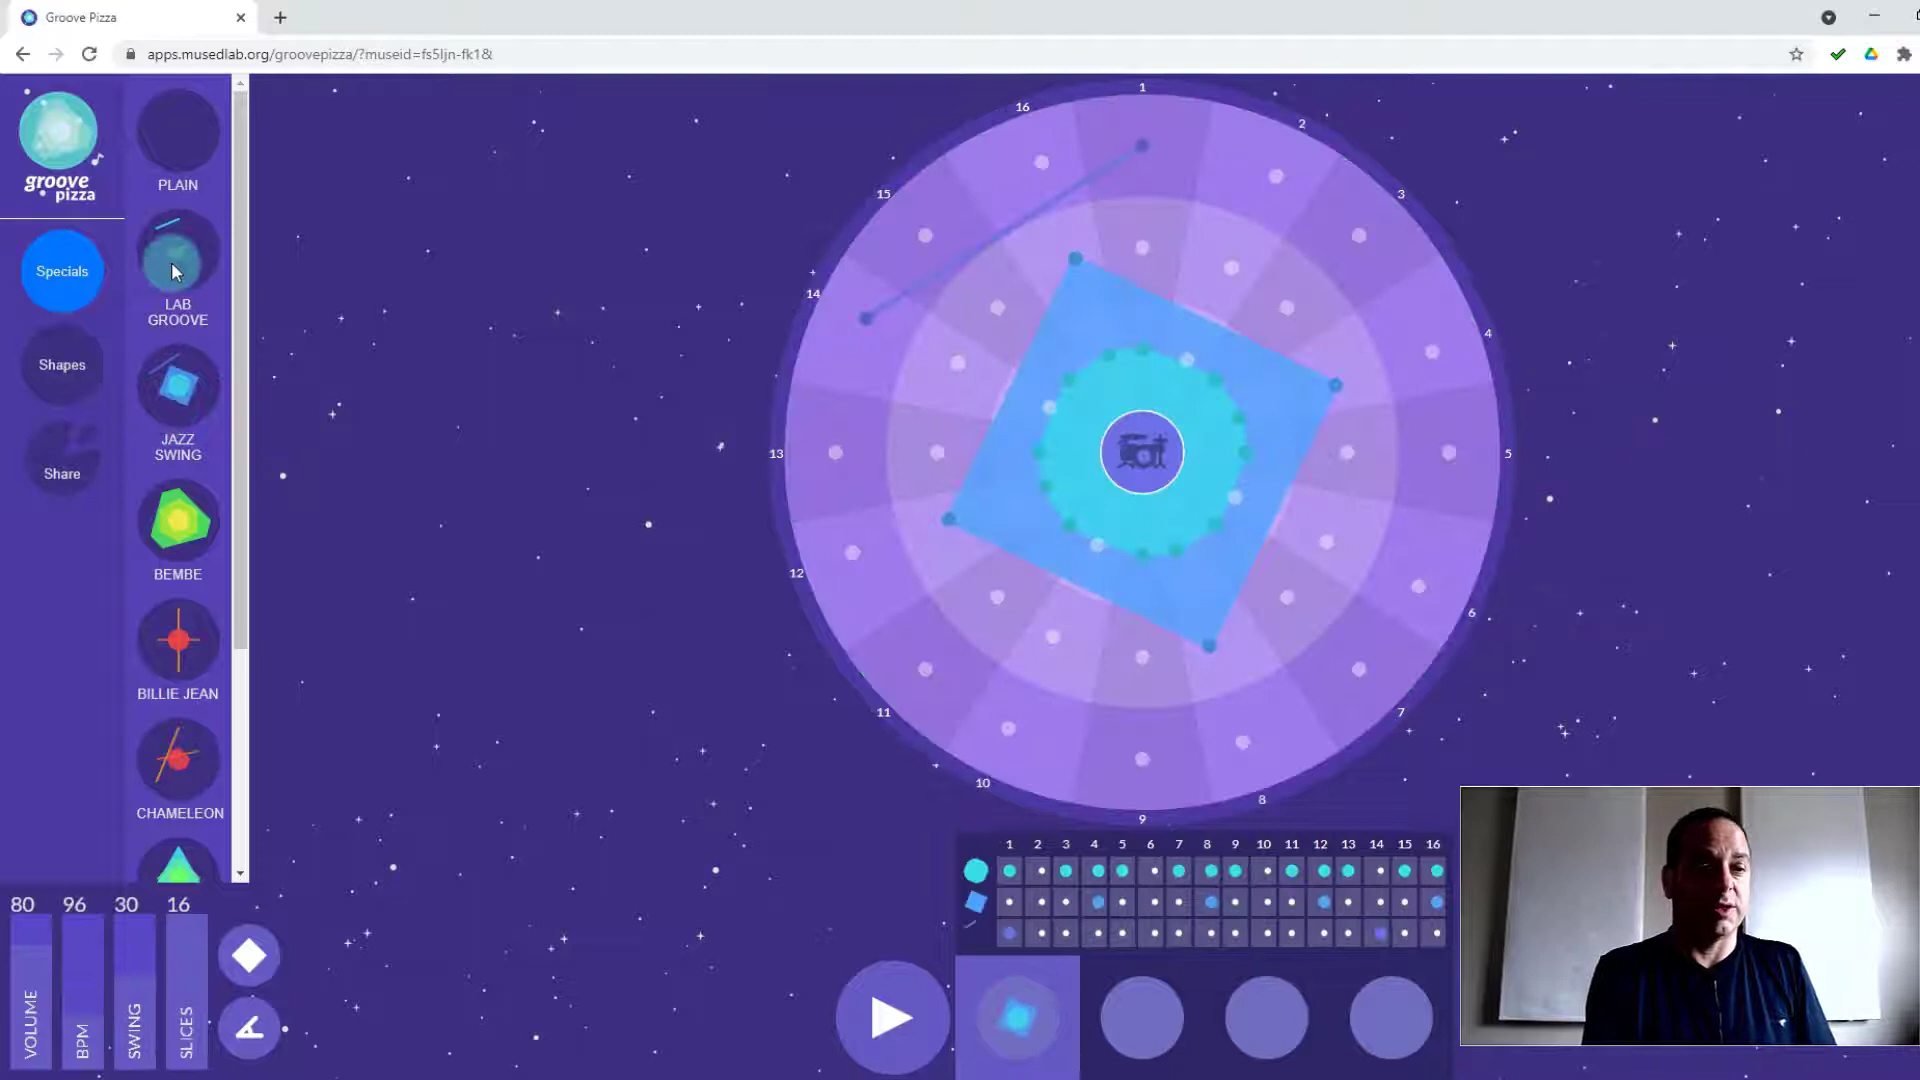 Groove Pizza
apps.musedlab.org/groovepizza/?museid=fs5ljn-fk1&
groove
pizza
Specials
Shapes
Share
PLAIN
LAB
GROOVE
JAZZ
SWING
BEMBE
BILLIE JEAN
CHAMELEON
1
2
3
4
5
6
7
8
9
10
11
12
13
14
15
16
80 96 30 16
VOLUME
BPM
SWING
SLICES
1 2 3 4 5 6 7 8 9 10 11 12 13 14 15 16